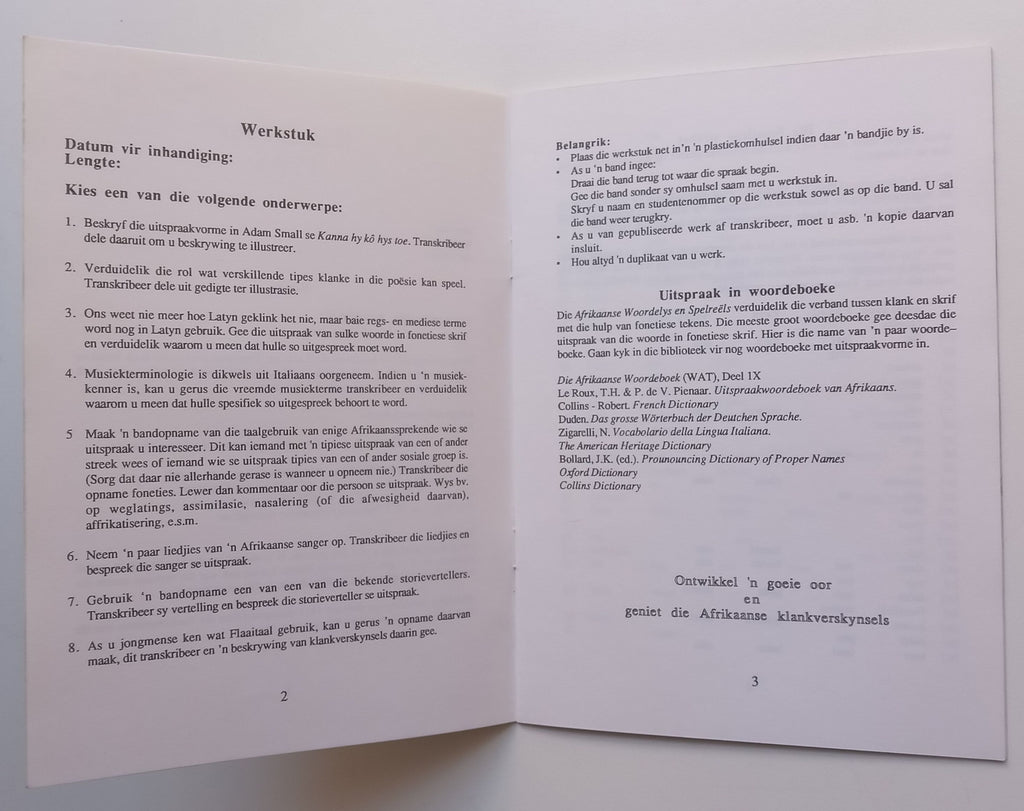 Werkstuk
Datum vir inhandiging:
Lengte:
Kies een van die volgende onderwerpe:
1. Beskryf die uitspraakvorme in Adam Small se Kanna hy kô hys toe. Transkribeer
dele daaruit om u beskrywing te illustreer.
2. Verduidelik die rol wat verskillende tipes klanke in die poësie kan speel.
Transkribeer dele uit gedigte ter illustrasie.
3. Ons weet nie meer hoe Latyn geklink het nie, maar baie regs- en mediese terme
word nog in Latyn gebruik. Gee die uitspraak van sulke woorde in fonetiese skrif
en verduidelik waarom u meen dat hulle so uitgespreek moet word.
4. Musiekterminologie is dikwels uit Italiaans oorgeneem. Indien u 'n musiek-
kenner is, kan u gerus die vreemde musiekterme transkribeer en verduidelik
waarom u meen dat hulle spesifiek so uitgespreek behoort te word.
5 Maak 'n bandopname van die taalgebruik van enige Afrikaanssprekende wie se
uitspraak u interesseer. Dit kan iemand met 'n tipiese uitspraak van een of ander
streek wees of iemand wie se uitspraak tipies van een of ander sosiale groep is.
(Sorg dat daar nie allerhande gerase is wanneer u opneem nie.) Transkribeer die
opname foneties. Lewer dan kommentaar oor die persoon se uitspraak. Wys bv.
op weglatings, assimilasie, nasalering (of die afwesigheid daarvan),
affrikatisering, e.s.m.
6. Neem 'n paar liedjies van 'n Afrikaanse sanger op. Transkribeer die liedjies en
bespreek die sanger se uitspraak.
7. Gebruik 'n bandopname een van een van die bekende storievertellers.
Transkribeer sy vertelling en bespreek die storieverteller se uitspraak.
8. As u jongmense ken wat Flaaitaal gebruik, kan u gerus 'n opname daarvan
maak, dit transkribeer en 'n beskrywing van klankverskynsels daarin gee.
2
Belangrik:
• Plaas die werkstuk net in'n 'n plastiekomhulsel indien daar 'n bandjie by is.
• As u 'n band ingee:
Draai die band terug tot waar die spraak begin.
Gee die band sonder sy omhulsel saam met u werkstuk in.
Skryf u naam en studentenommer op die werkstuk sowel as op die band. U sal
die band weer terugkry.
• As u van gepubliseerde werk af transkribeer, moet u asb. 'n kopie daarvan
insluit.
• Hou altyd 'n duplikaat van u werk.
Uitspraak in woordeboeke
Die Afrikaanse Woordelys en Spelreëls verduidelik die verband tussen klank en skrif
met die hulp van fonetiese tekens. Die meeste groot woordeboeke gee deesdae die
uitspraak van die woorde in fonetiese skrif. Hier is die name van 'n paar woorde-
boeke. Gaan kyk in die biblioteek vir nog woordeboeke met uitspraakvorme in.
Die Afrikaanse Woordeboek (WAT), Deel 1X
Le Roux, T.H. & P. de V. Pienaar. Uitspraakwoordeboek van Afrikaans.
Collins - Robert. French Dictionary
Duden. Das grosse Wörterbuch der Deutchen Sprache.
Zigarelli, N. Vocabolario della Lingua Italiana.
The American Heritage Dictionary
Bollard, J.K. (ed.). Prounouncing Dictionary of Proper Names
Oxford Dictionary
Collins Dictionary
Ontwikkel 'n goeie oor
en
geniet die Afrikaanse klankverskynsels
3